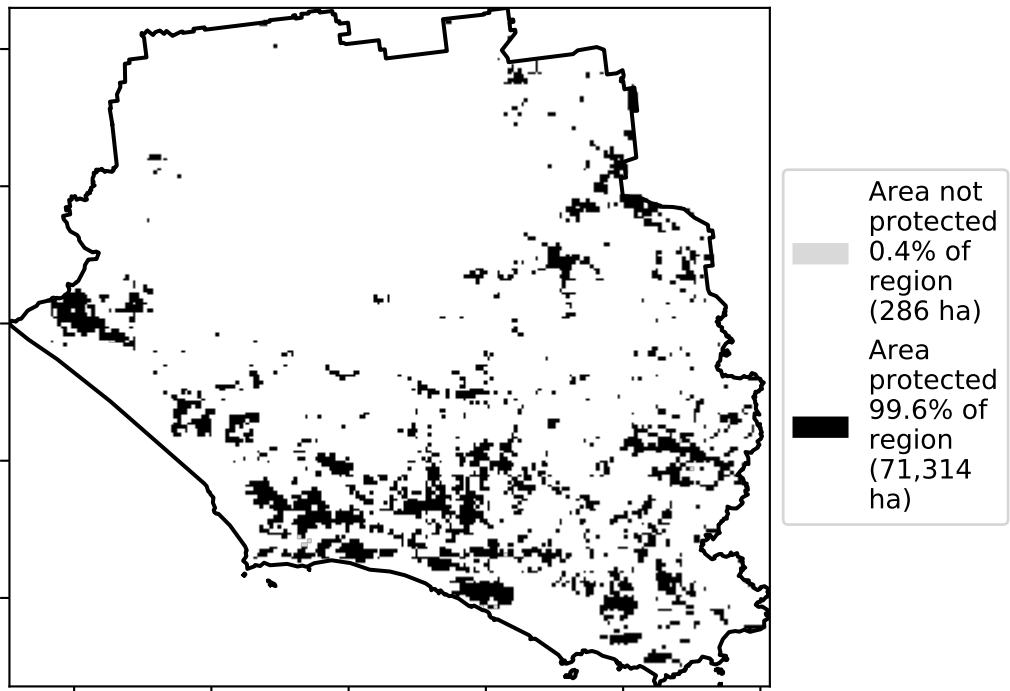 Area not
protected
0.4% of
region
(286 ha)
Area
protected
99.6% of
region
(71,314
ha)